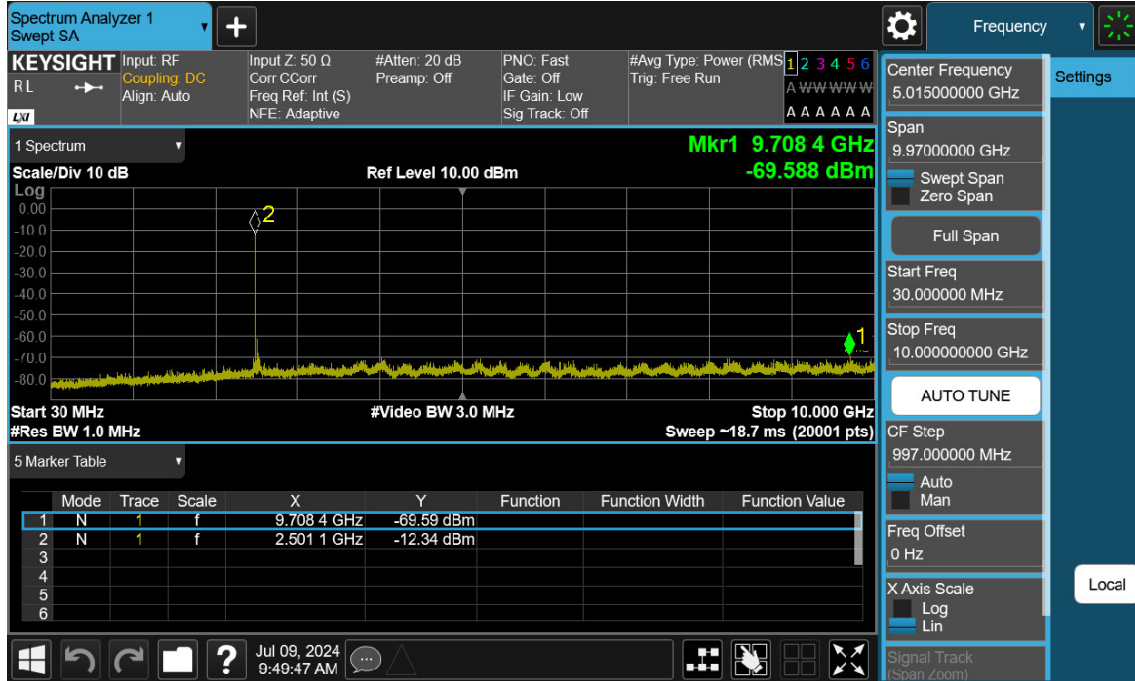 Spectrum Analyzer 1
Swept SA
+
Frequency
KEYSIGHT
R L
LXI
Input: RF
Coupling: DC
Align: Auto
Input Z: 50 Ω
Corr CCorr
Freq Ref: Int (S)
NFE: Adaptive
#Atten: 20 dB
Preamp: Off
PNO: Fast
Gate: Off
IF Gain: Low
Sig Track: Off
#Avg Type: Power (RMS
Trig: Free Run
1 2 3 4 5 6
A W W W W W
A A A A A A
1 Spectrum
Scale/Div 10 dB
Ref Level 10.00 dBm
Mkr1 9.708 4 GHz
-69.588 dBm
Log
0.00
-10.0
-20.0
-30.0
-40.0
-50.0
-60.0
-70.0
-80.0
2
1
Start 30 MHz
#Res BW 1.0 MHz
#Video BW 3.0 MHz
Stop 10.000 GHz
Sweep ~18.7 ms (20001 pts)
5 Marker Table
Mode Trace Scale X Y Function Function Width Function Value
1 N 1 f 9.708 4 GHz -69.59 dBm
2 N 1 f 2.501 1 GHz -12.34 dBm
3
4
5
6
?
Jul 09, 2024
9:49:47 AM
Center Frequency
5.015000000 GHz
Span
9.97000000 GHz
Swept Span
Zero Span
Full Span
Start Freq
30.000000 MHz
Stop Freq
10.000000000 GHz
AUTO TUNE
CF Step
997.000000 MHz
Auto
Man
Freq Offset
0 Hz
X Axis Scale
Log
Lin
Signal Track
(Span Zoom)
Settings
Local